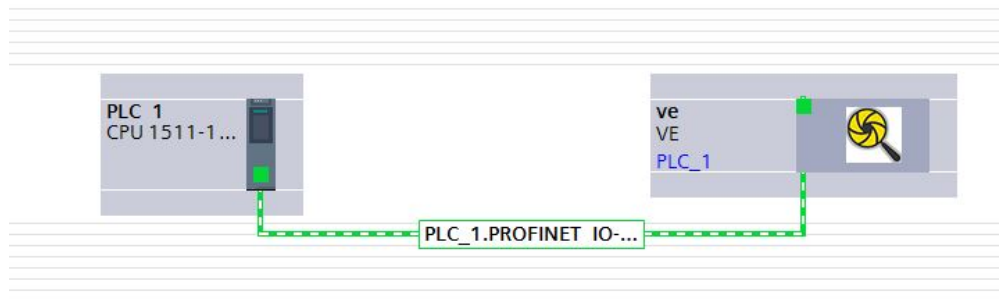 PLC_1
CPU 1511-1...
ve
VE
PLC_1
PLC_1.PROFINET IO-...